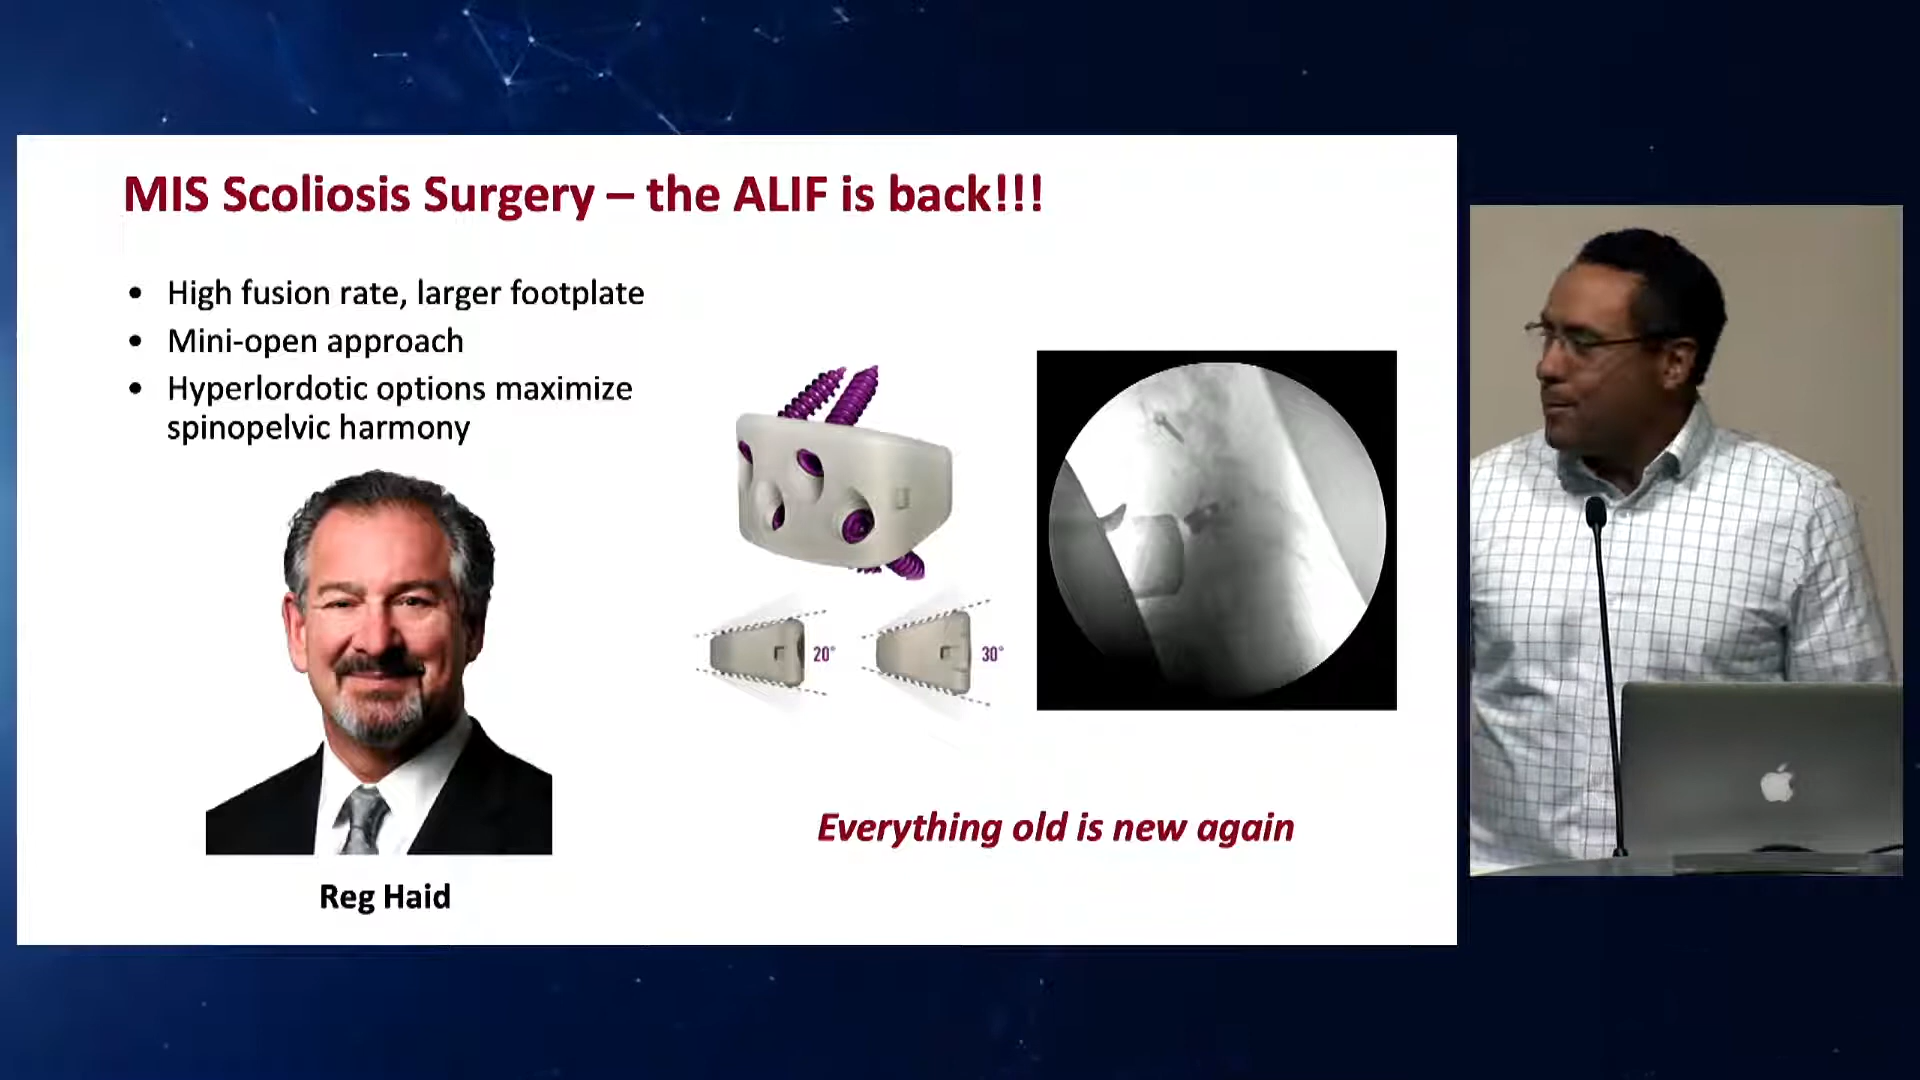 MIS Scoliosis Surgery – the ALIF is back!!!
• High fusion rate, larger footplate
• Mini-open approach
• Hyperlordotic options maximize
spinopelvic harmony
20°
30°
Everything old is new again
Reg Haid